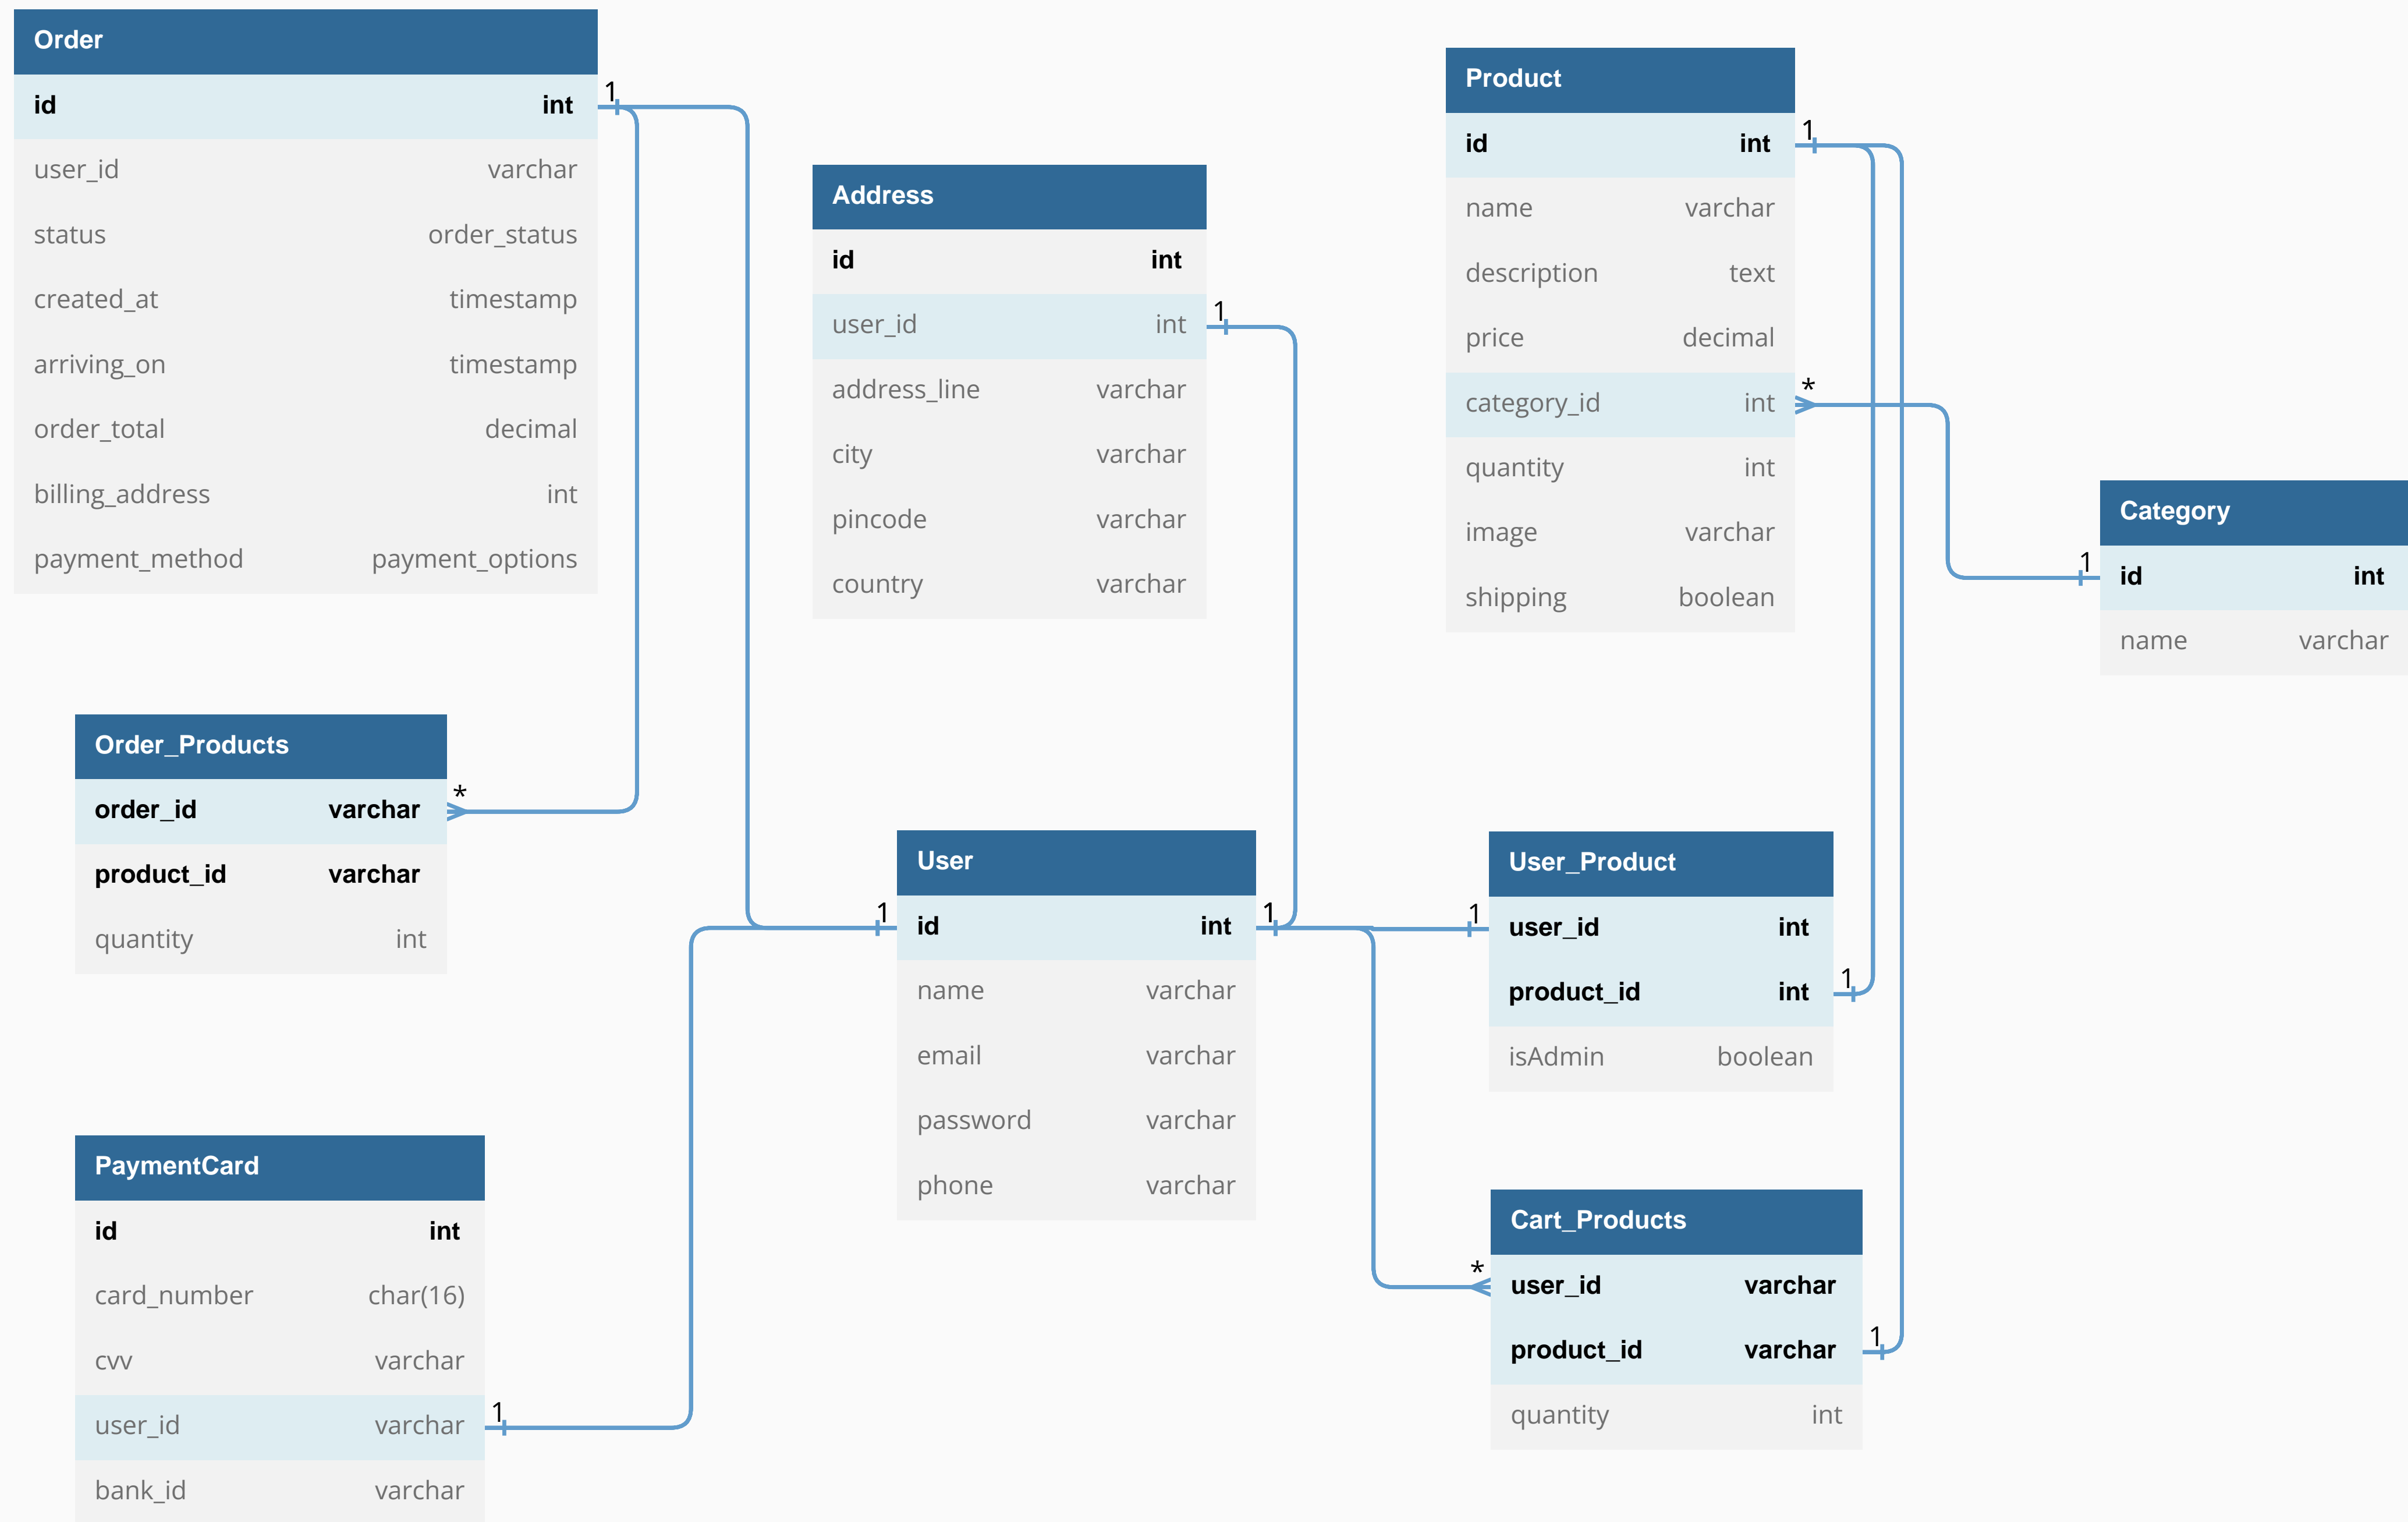 Order
1
id int
user_id varchar
status order_status
created_at timestamp
arriving_on timestamp
order_total decimal
billing_address int
payment_method payment_options
Address
id int
1
user_id int
address_line varchar
city varchar
pincode varchar
country varchar
Product
1
id int
name varchar
description text
price decimal
*
category_id int
quantity int
image varchar
shipping boolean
Category
1
id int
name varchar
Order_Products
*
order_id varchar
product_id varchar
quantity int
User
1 1
id int
name varchar
email varchar
password varchar
phone varchar
User_Product
1
user_id int
1
product_id int
isAdmin boolean
PaymentCard
id int
card_number char(16)
cvv varchar
1
user_id varchar
bank_id varchar
Cart_Products
*
user_id varchar
1
product_id varchar
quantity int